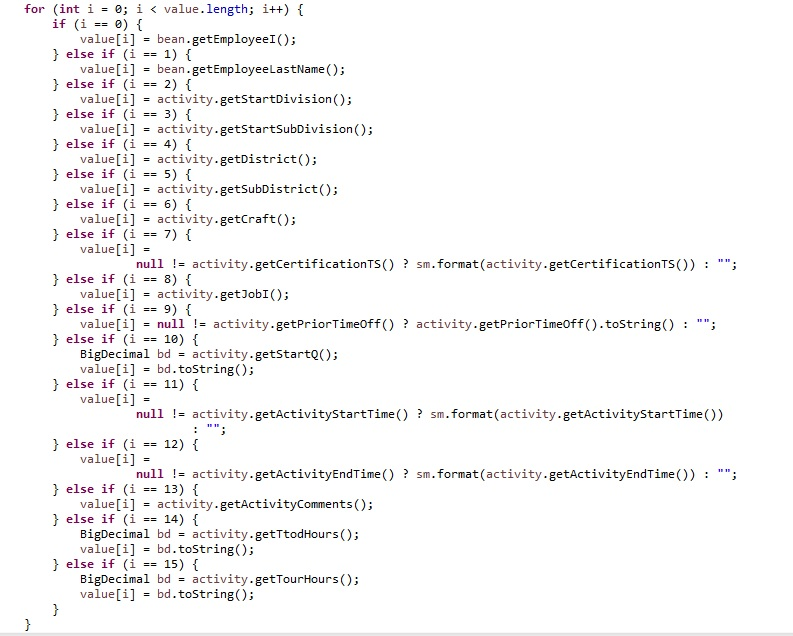 for (int i = 0; i < value.length; i++) {
    if (i == 0) {
        value[i] = bean.getEmployeeI();
    } else if (i == 1) {
        value[i] = bean.getEmployeeLastName();
    } else if (i == 2) {
        value[i] = activity.getStartDivision();
    } else if (i == 3) {
        value[i] = activity.getStartSubDivision();
    } else if (i == 4) {
        value[i] = activity.getDistrict();
    } else if (i == 5) {
        value[i] = activity.getSubDistrict();
    } else if (i == 6) {
        value[i] = activity.getCraft();
    } else if (i == 7) {
        value[i] =
                null != activity.getCertificationTS() ? sm.format(activity.getCertificationTS()) : "";
    } else if (i == 8) {
        value[i] = activity.getJobI();
    } else if (i == 9) {
        value[i] = null != activity.getPriorTimeOff() ? activity.getPriorTimeOff().toString() : "";
    } else if (i == 10) {
        BigDecimal bd = activity.getStartQ();
        value[i] = bd.toString();
    } else if (i == 11) {
        value[i] =
                null != activity.getActivityStartTime() ? sm.format(activity.getActivityStartTime())
                        : "";
    } else if (i == 12) {
        value[i] =
                null != activity.getActivityEndTime() ? sm.format(activity.getActivityEndTime()) : "";
    } else if (i == 13) {
        value[i] = activity.getActivityComments();
    } else if (i == 14) {
        BigDecimal bd = activity.getTtodHours();
        value[i] = bd.toString();
    } else if (i == 15) {
        BigDecimal bd = activity.getTourHours();
        value[i] = bd.toString();
    }
}